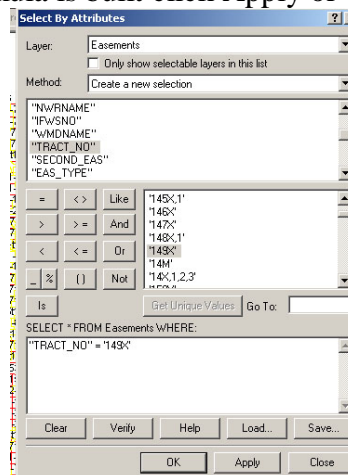 Select By Attributes
Layer: Easements
Only show selectable layers in this list
Method: Create a new selection
"NWRNAME"
"IFWSNO"
"WMDNAME"
"TRACT_NO"
"SECOND_EAS"
"EAS_TYPE"
= <> Like
> >= And
< <= Or
_ % () Not
Is
'145X,1'
'146X'
'147X'
'148X,1'
'149X'
'14M'
'14X,1,2,3'
Get Unique Values Go To:
SELECT * FROM Easements WHERE:
"TRACT_NO" = '149X'
Clear Verify Help Load... Save...
OK Apply Close